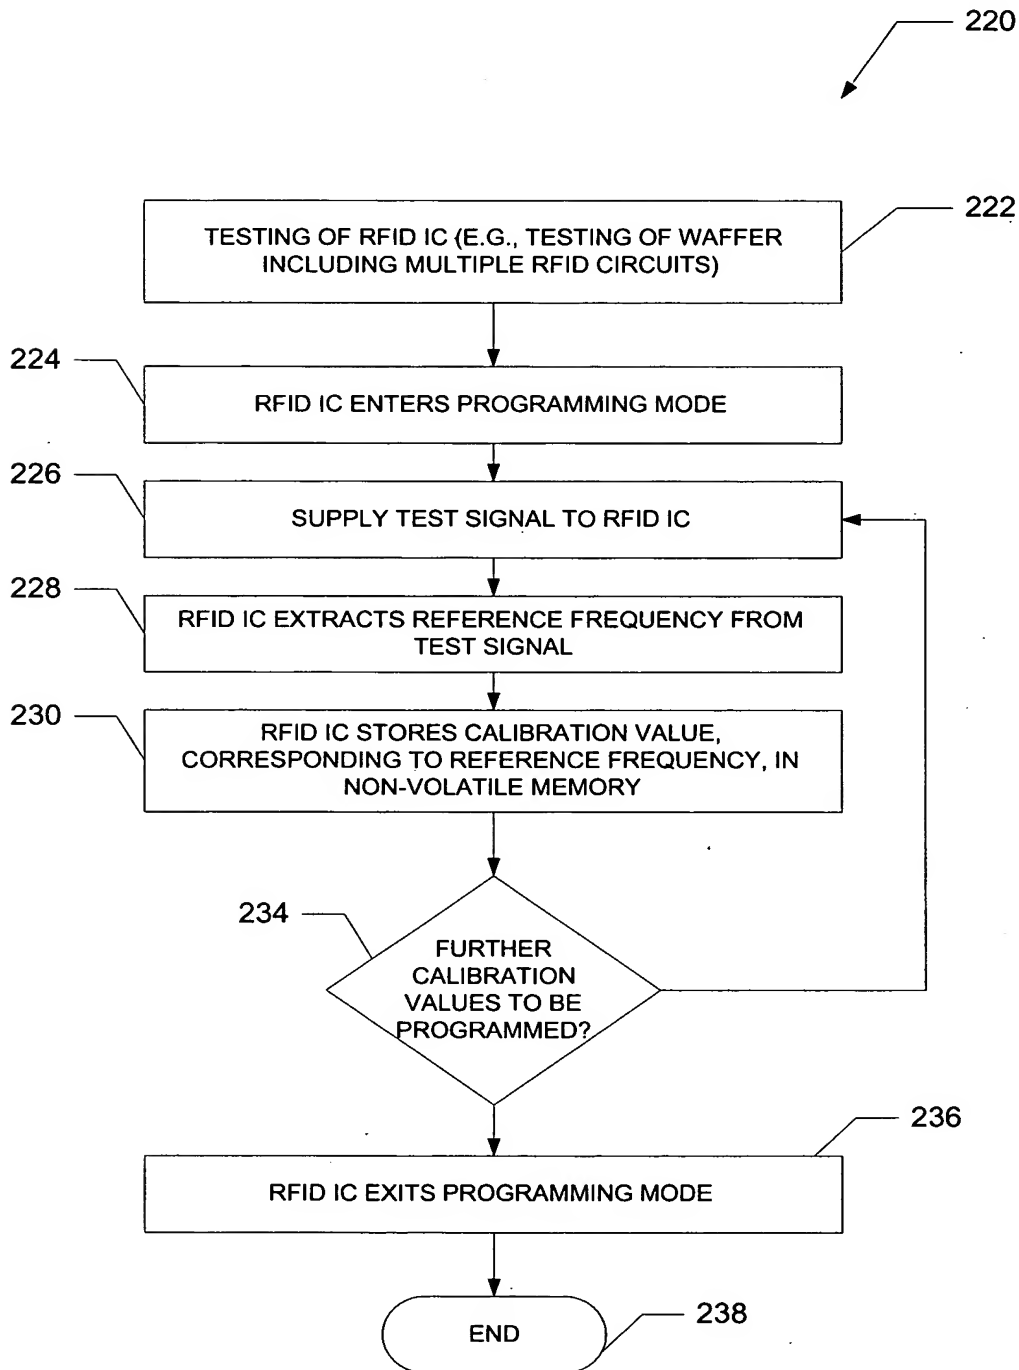 220
222
TESTING OF RFID IC (E.G., TESTING OF WAFFER
INCLUDING MULTIPLE RFID CIRCUITS)
224
RFID IC ENTERS PROGRAMMING MODE
226
SUPPLY TEST SIGNAL TO RFID IC
228
RFID IC EXTRACTS REFERENCE FREQUENCY FROM
TEST SIGNAL
230
RFID IC STORES CALIBRATION VALUE,
CORRESPONDING TO REFERENCE FREQUENCY, IN
NON-VOLATILE MEMORY
234
FURTHER
CALIBRATION
VALUES TO BE
PROGRAMMED?
236
RFID IC EXITS PROGRAMMING MODE
END
238